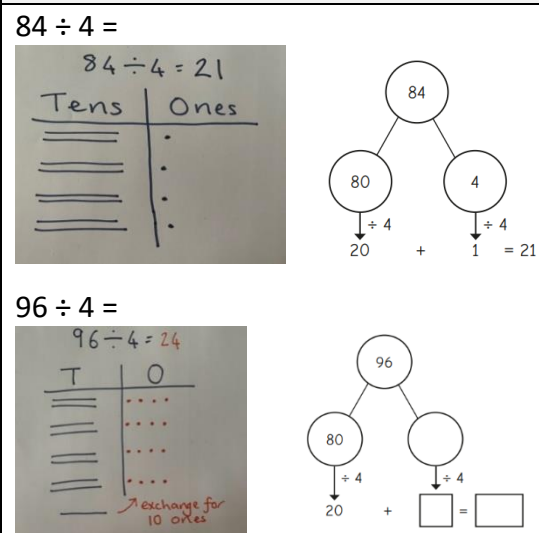 84 ÷ 4 =
84 ÷ 4 = 21
Tens Ones
84
80 4
÷ 4 ÷ 4
20 + 1 = 21
96 ÷ 4 =
96 ÷ 4 = 24
T O
exchange for
10 ones
96
80
÷ 4 ÷ 4
20 + =